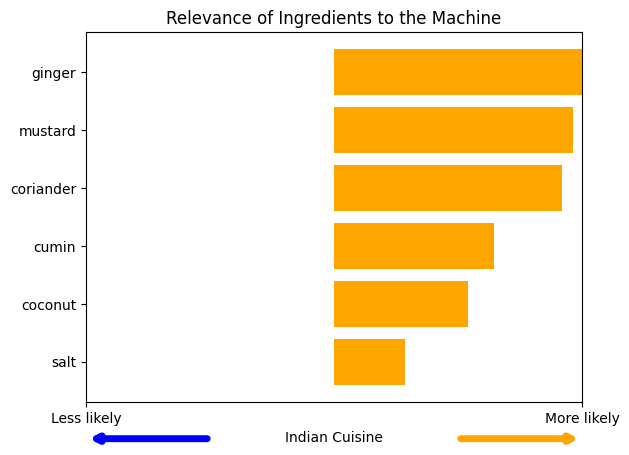 Relevance of Ingredients to the Machine
ginger
mustard
coriander
cumin
coconut
salt
Less likely More likely
Indian Cuisine